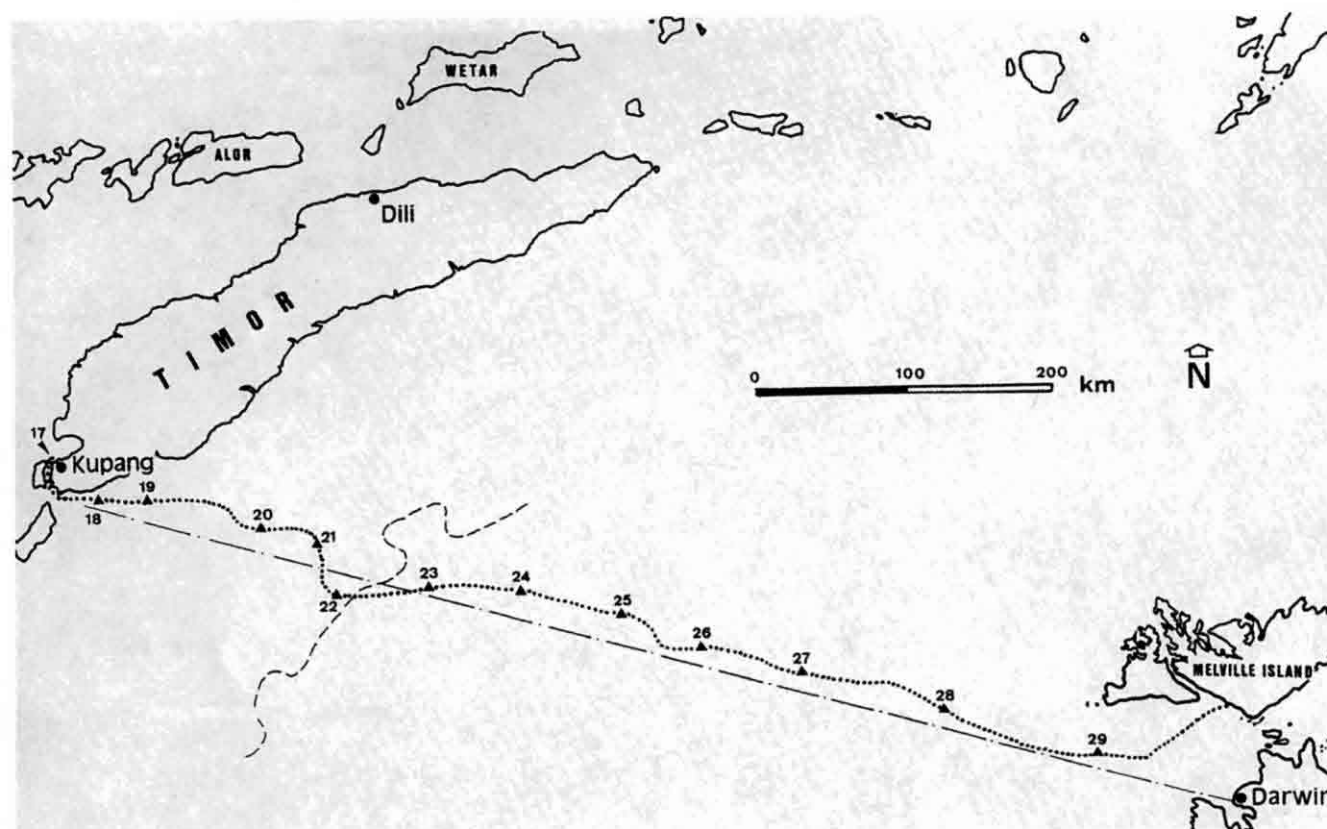 WETAR
ALOR
Dili
TIMOR
0 100 200 km
N
17
Kupang
18
19
20
21
22
23
24
25
26
27
28
29
MELVILLE ISLAND
Darwin